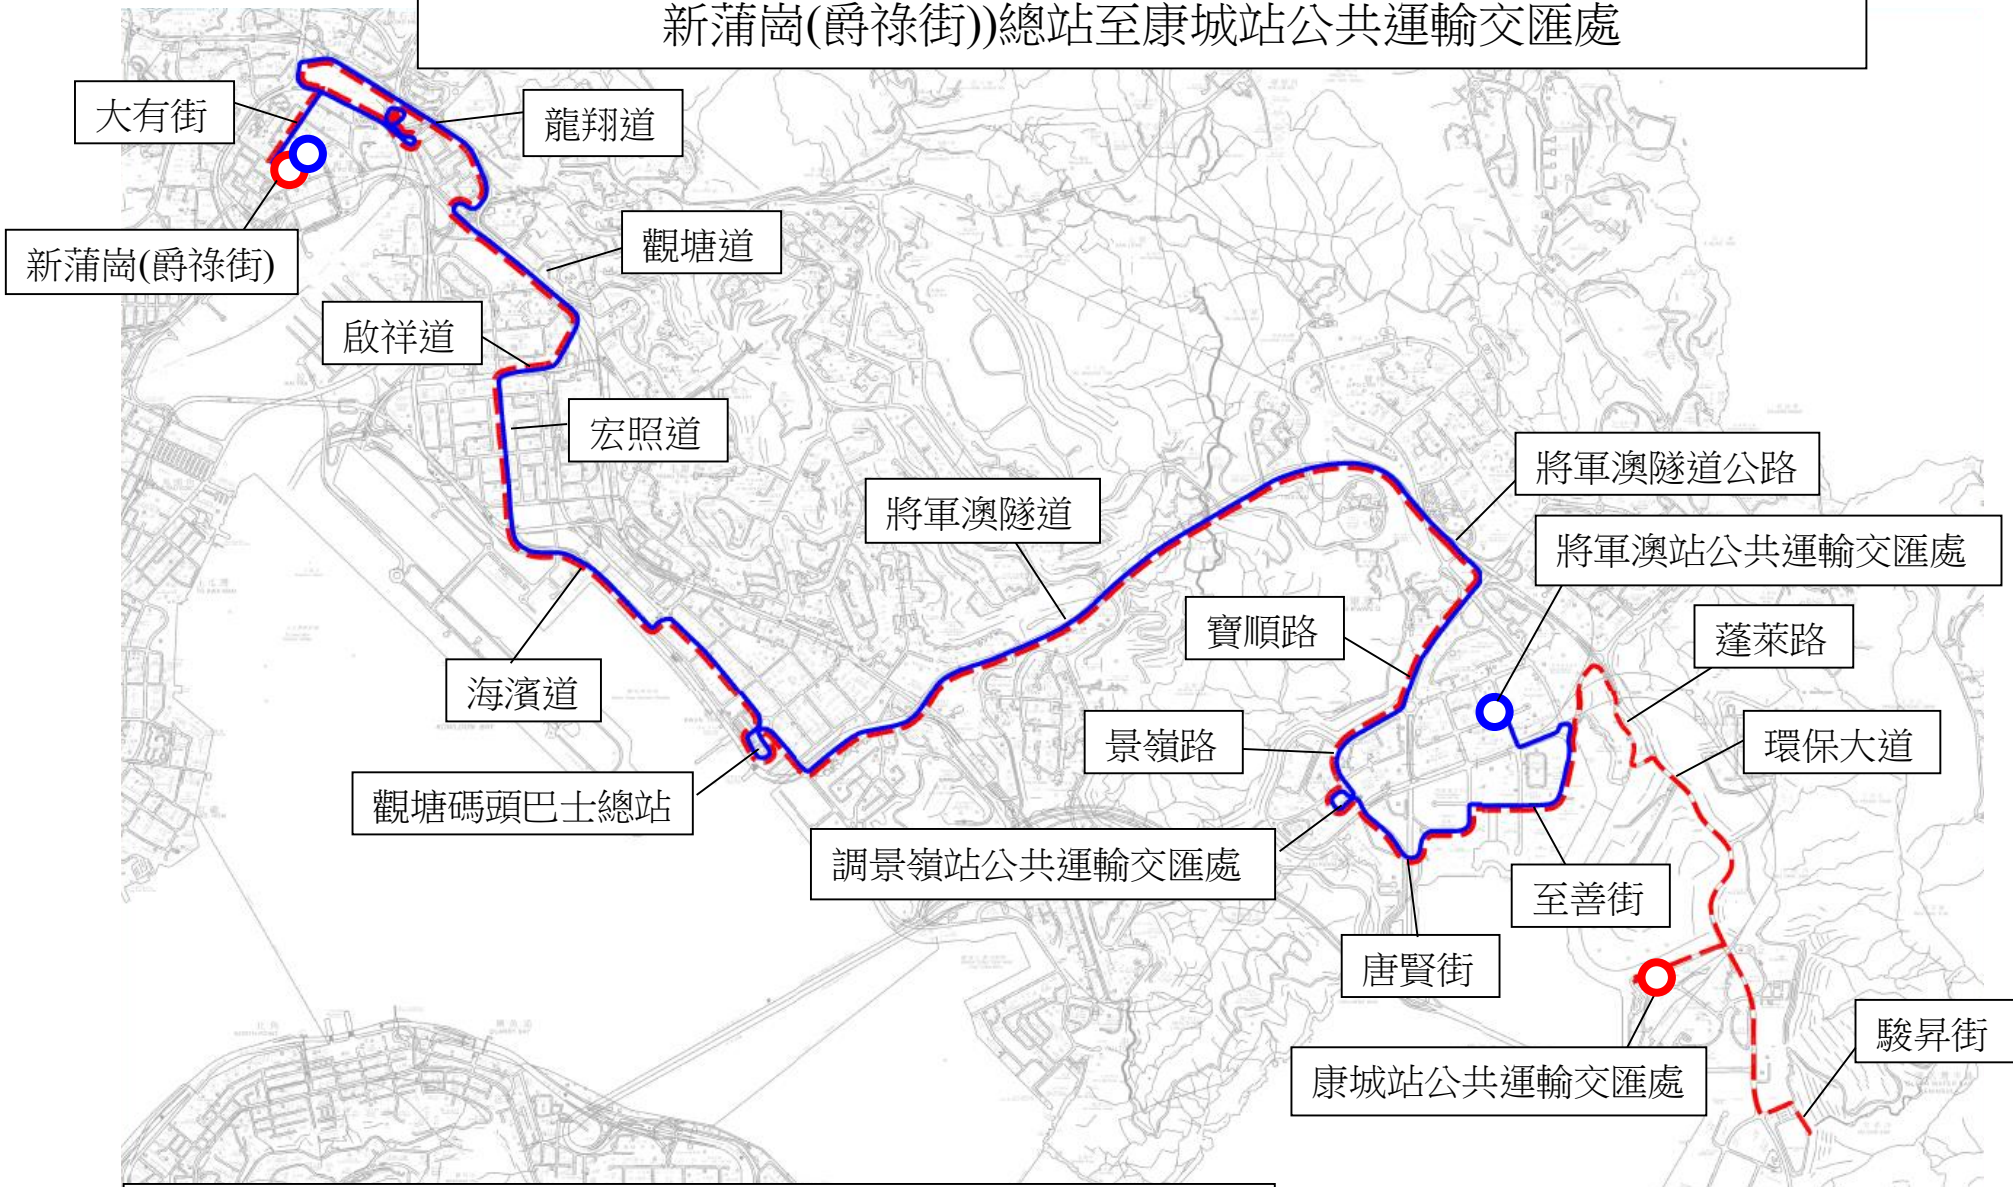 新蒲崗(爵祿街))總站至康城站公共運輸交匯處
大有街
龍翔道
觀塘道
新蒲崗(爵祿街)
啟祥道
宏照道
將軍澳隧道公路
將軍澳隧道
將軍澳站公共運輸交匯處
寶順路
蓬萊路
海濱道
景嶺路
環保大道
觀塘碼頭巴士總站
調景嶺站公共運輸交匯處
至善街
唐賢街
駿昇街
康城站公共運輸交匯處